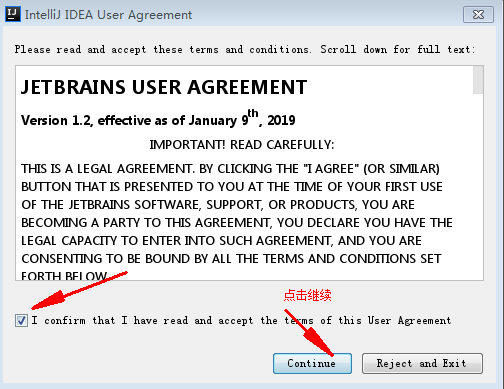 IntelliJ IDEA User Agreement
Please read and accept these terms and conditions. Scroll down for full text:
JETBRAINS USER AGREEMENT
Version 1.2, effective as of January 9th, 2019
IMPORTANT! READ CAREFULLY:
THIS IS A LEGAL AGREEMENT. BY CLICKING THE "I AGREE" (OR SIMILAR)
BUTTON THAT IS PRESENTED TO YOU AT THE TIME OF YOUR FIRST USE
OF THE JETBRAINS SOFTWARE, SUPPORT, OR PRODUCTS, YOU ARE
BECOMING A PARTY TO THIS AGREEMENT, YOU DECLARE YOU HAVE THE
LEGAL CAPACITY TO ENTER INTO SUCH AGREEMENT, AND YOU ARE
CONSENTING TO BE BOUND BY ALL THE TERMS AND CONDITIONS SET
FORTH BELOW.
点击继续
I confirm that I have read and accept the terms of this User Agreement
Continue
Reject and Exit